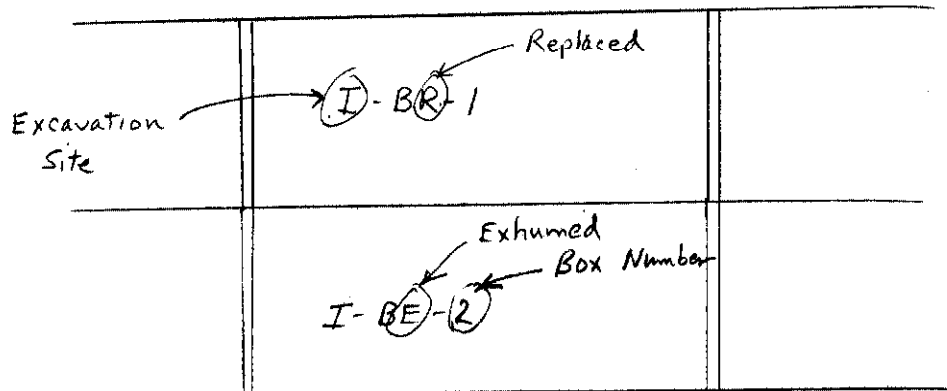 Replaced
I - BR - 1
Excavation
Site
Exhumed
Box Number
I - BE - 2